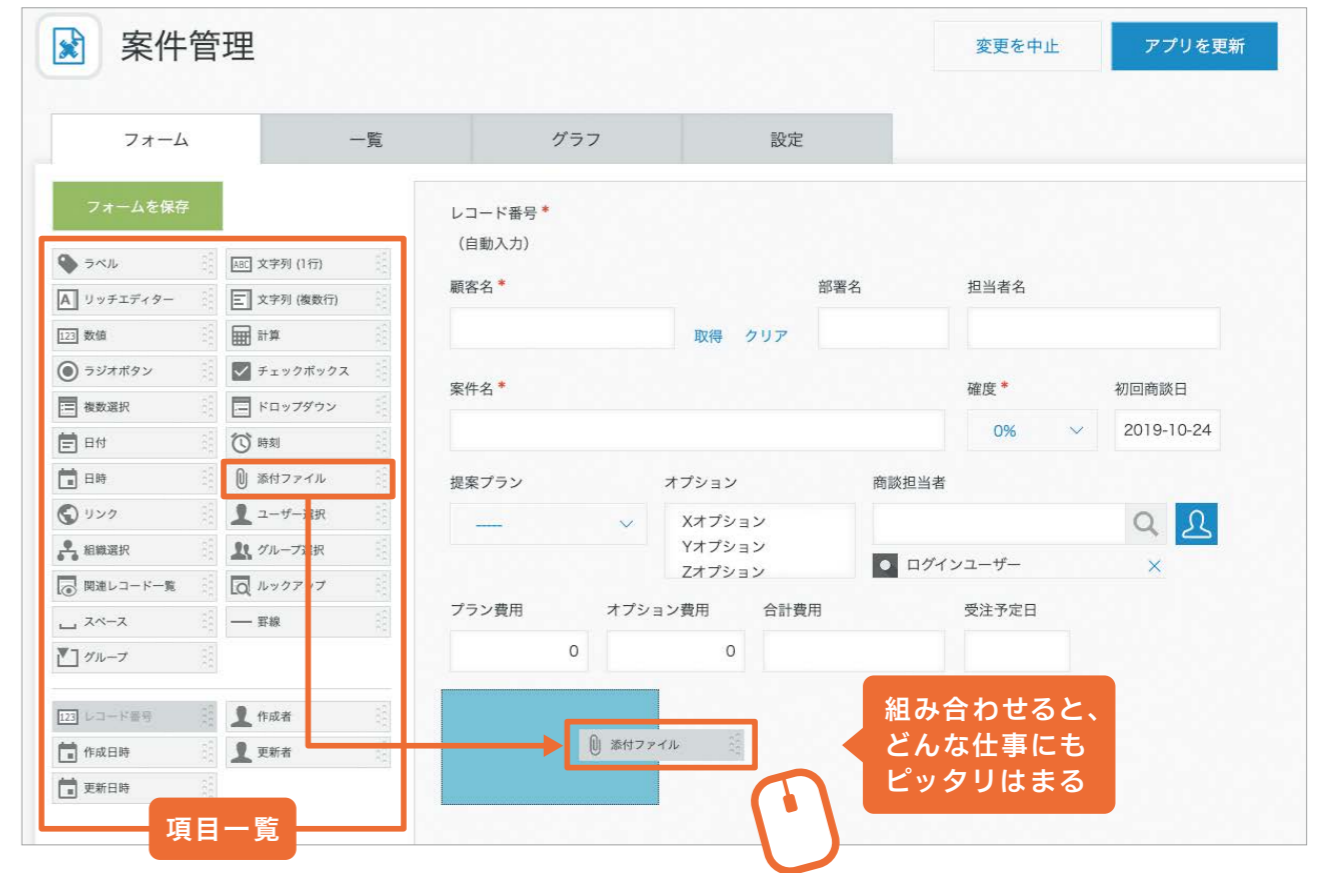 案件管理
変更を中止
アプリを更新
フォーム
一覧
グラフ
設定
フォームを保存
ラベル
ABC 文字列 (1行)
A リッチエディター
文字列 (複数行)
123 数値
計算
ラジオボタン
チェックボックス
複数選択
ドロップダウン
日付
時刻
日時
添付ファイル
リンク
ユーザー選択
組織選択
グループ選択
関連レコード一覧
ルックアップ
スペース
罫線
グループ
123 レコード番号
作成者
作成日時
更新者
更新日時
項目一覧
レコード番号 *
(自動入力)
顧客名 *
部署名
担当者名
取得 クリア
案件名 *
確度 *
初回商談日
0%
2019-10-24
提案プラン
オプション
商談担当者
-----
Xオプション
Yオプション
Zオプション
ログインユーザー
プラン費用
オプション費用
合計費用
受注予定日
0
0
添付ファイル
組み合わせると、
どんな仕事にも
ピッタリはまる